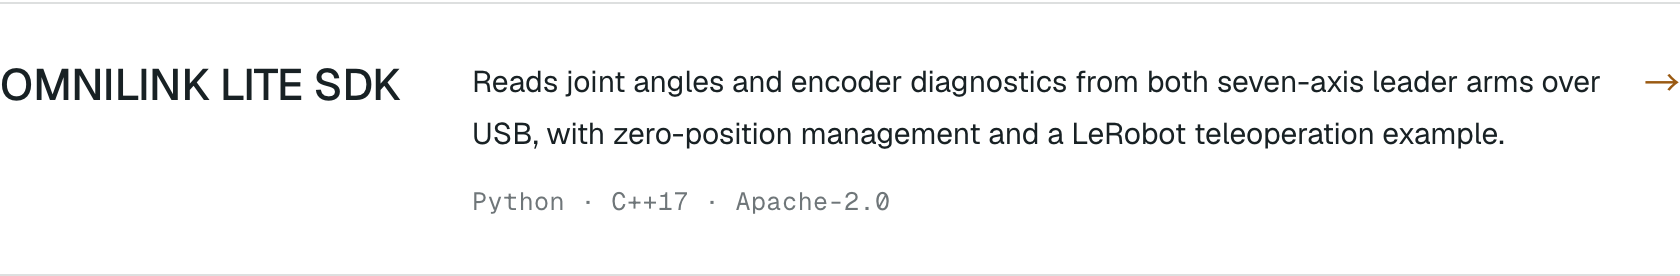 OMNILINK LITE SDK
Reads joint angles and encoder diagnostics from both seven-axis leader arms over
USB, with zero-position management and a LeRobot teleoperation example.
Python · C++17 · Apache-2.0